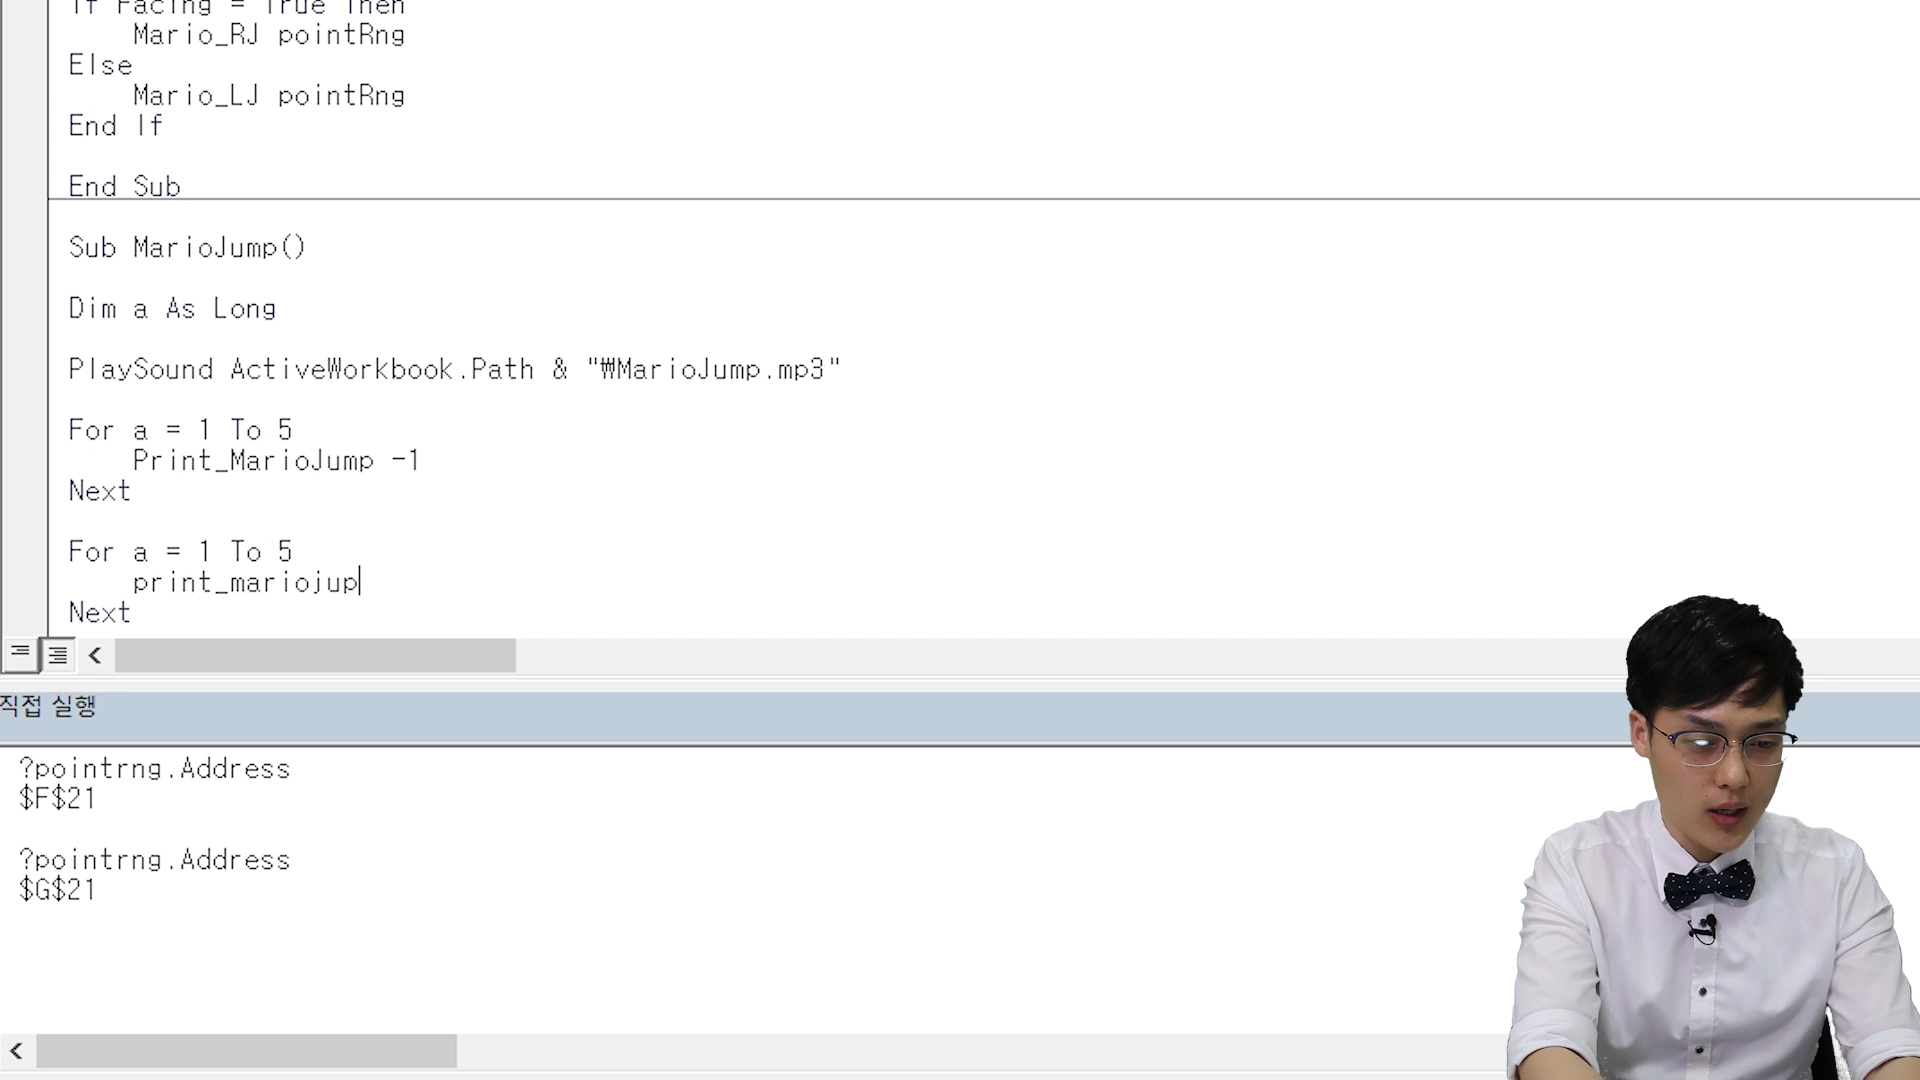 If Facing = True Then
Mario_RJ pointRng
Else
Mario_LJ pointRng
End If
End Sub
Sub MarioJump()
Dim a As Long
PlaySound ActiveWorkbook.Path & "₩MarioJump.mp3"
For a = 1 To 5
Print_MarioJump -1
Next
For a = 1 To 5
print_mariojup
Next
직접 실행
?pointrng.Address
$F$21
?pointrng.Address
$G$21